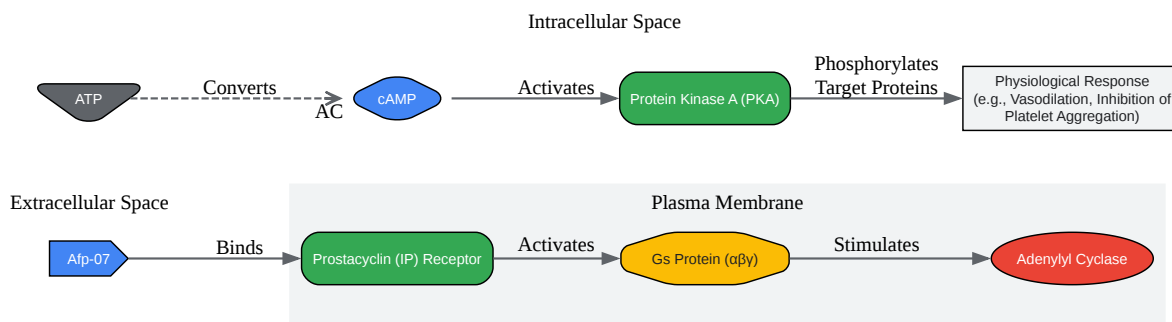 Intracellular Space
ATP
Converts
AC
cAMP
Activates
Protein Kinase A (PKA)
Phosphorylates
Target Proteins
Physiological Response
(e.g., Vasodilation, Inhibition of
Platelet Aggregation)
Extracellular Space
Plasma Membrane
Afp-07
Binds
Prostacyclin (IP) Receptor
Activates
Gs Protein (αβγ)
Stimulates
Adenylyl Cyclase